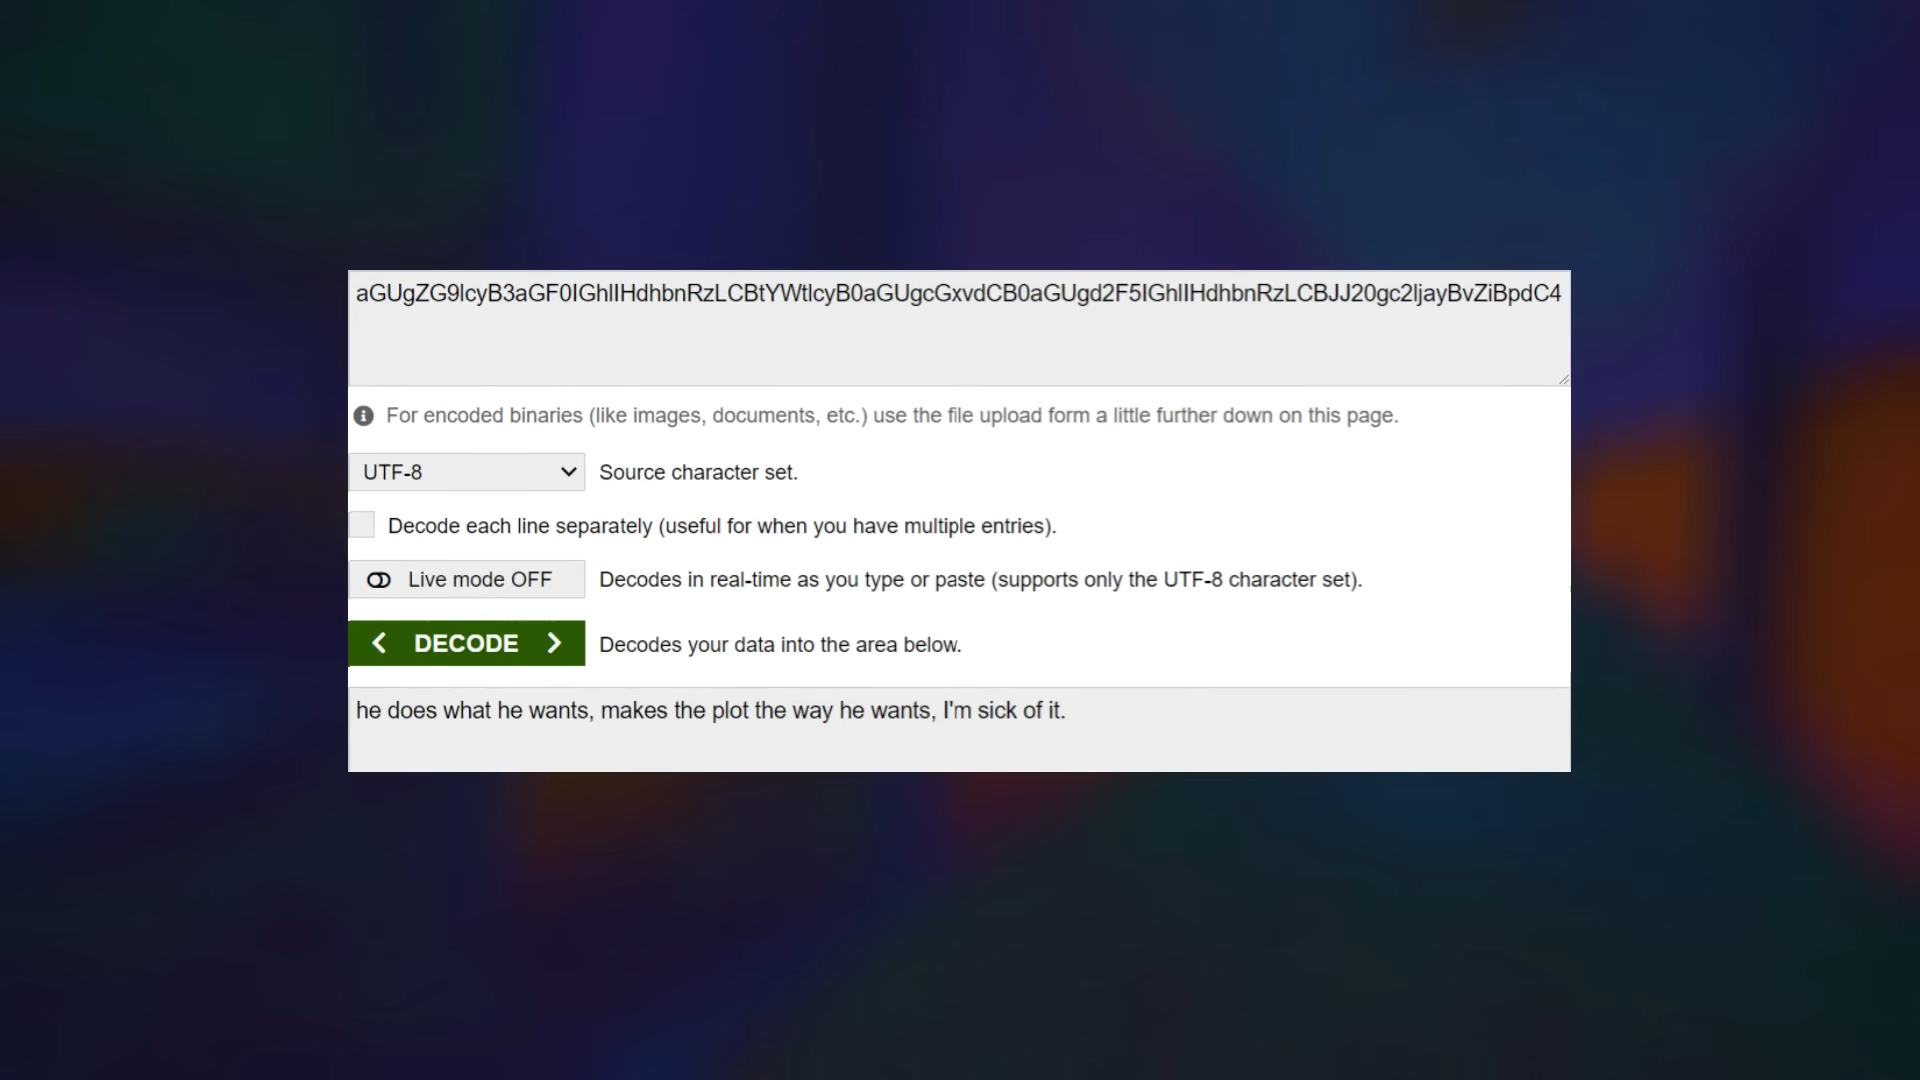 aGUgZG9lcyB3aGF0IGhlIHdhbnRzLCBtYWtlcyB0aGUgcGxvdCB0aGUgd2F5IGhlIHdhbnRzLCBJJ20gc2ljayBvZiBpdC4
For encoded binaries (like images, documents, etc.) use the file upload form a little further down on this page.
UTF-8 Source character set.
Decode each line separately (useful for when you have multiple entries).
Live mode OFF Decodes in real-time as you type or paste (supports only the UTF-8 character set).
DECODE Decodes your data into the area below.
he does what he wants, makes the plot the way he wants, I'm sick of it.